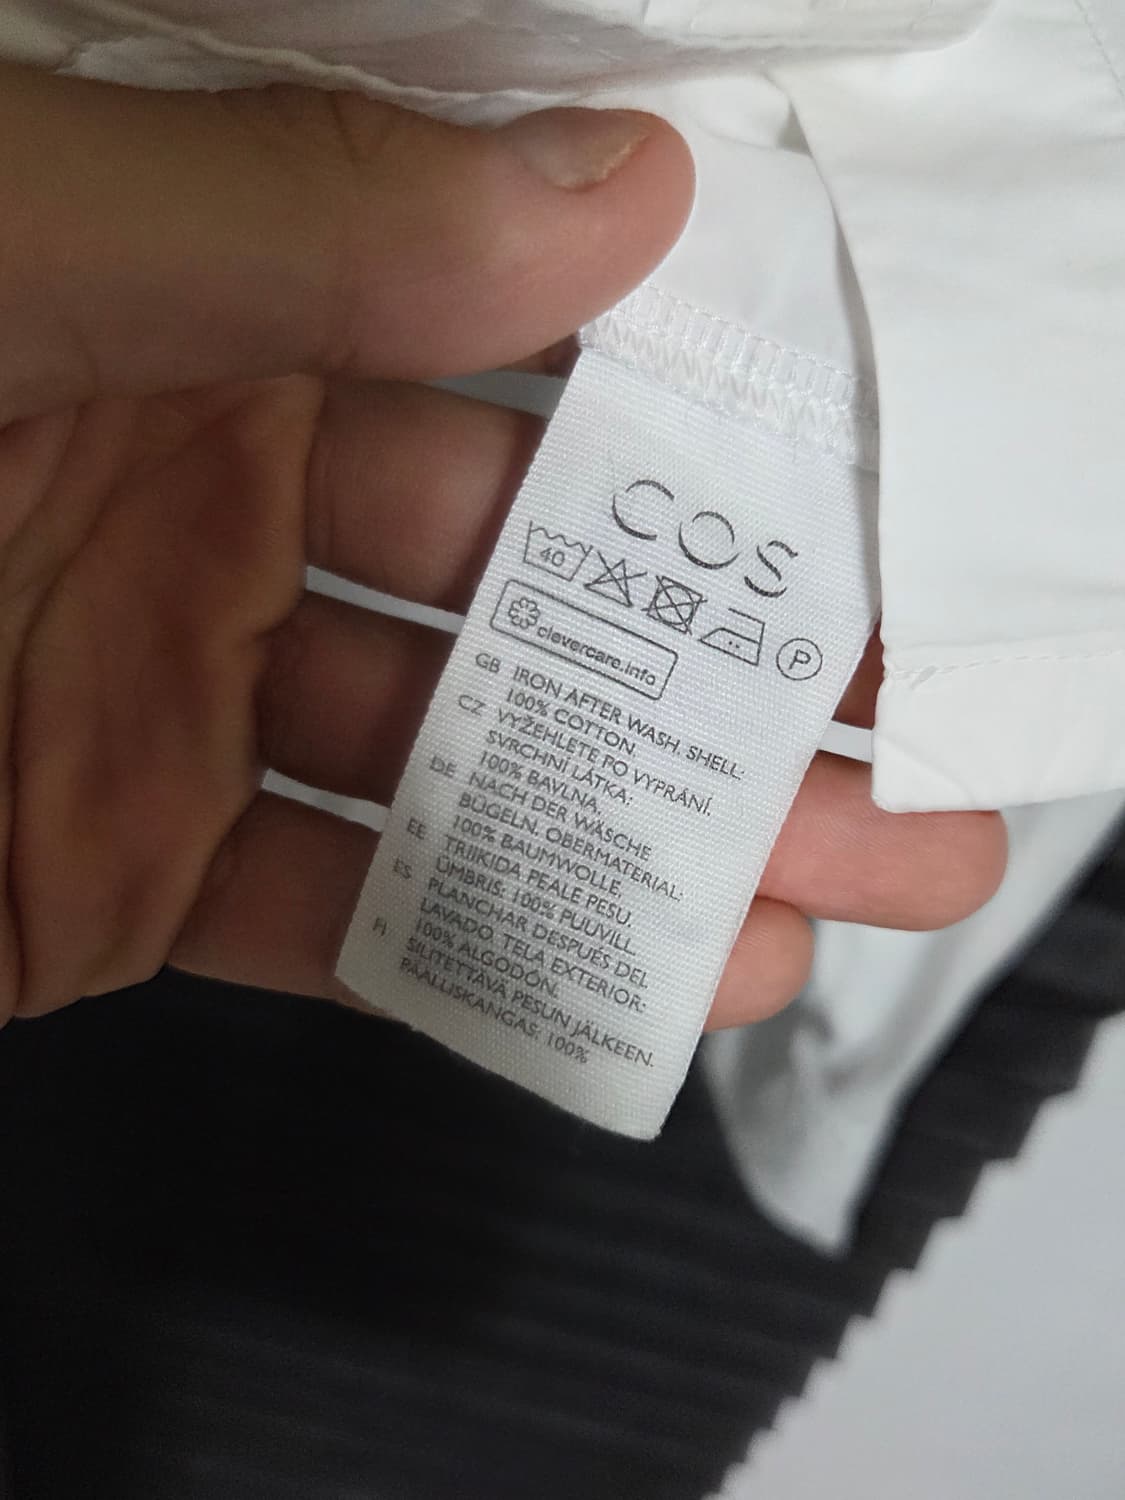 COS
40
P
clevercare.info
GB IRON AFTER WASH. SHELL:
100% COTTON.
CZ VYŽEHLETE PO VYPRÁNÍ.
SVRCHNÍ LÁTKA:
100% BAVLNA.
DE NACH DER WÄSCHE
BÜGELN. OBERMATERIAL:
100% BAUMWOLLE.
EE TRIIKIDA PEALE PESU.
ÜMBRIS: 100% PUUVILL.
ES PLANCHAR DESPUÉS DEL
LAVADO. TELA EXTERIOR:
100% ALGODÓN.
FI SILITETTÄVÄ PESUN JÄLKEEN.
PÄÄLLISKANGAS: 100%